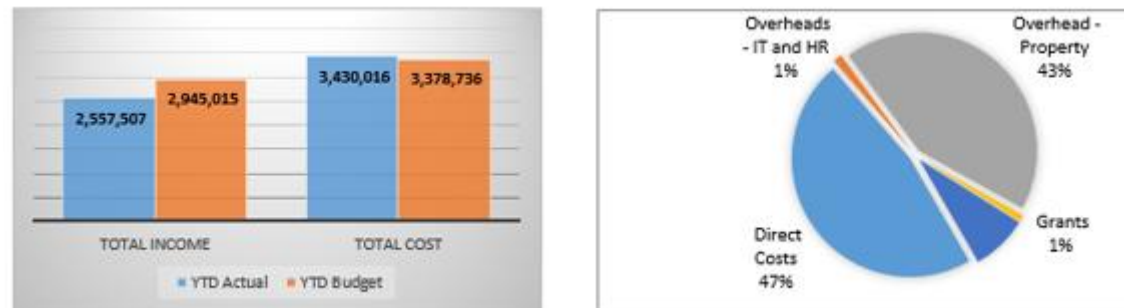 3,430,016
3,378,736
2,945,015
2,557,507
TOTAL INCOME
TOTAL COST
YTD Actual
YTD Budget
Overheads
- IT and HR
1%
Overhead -
Property
43%
Direct
Costs
47%
Grants
1%